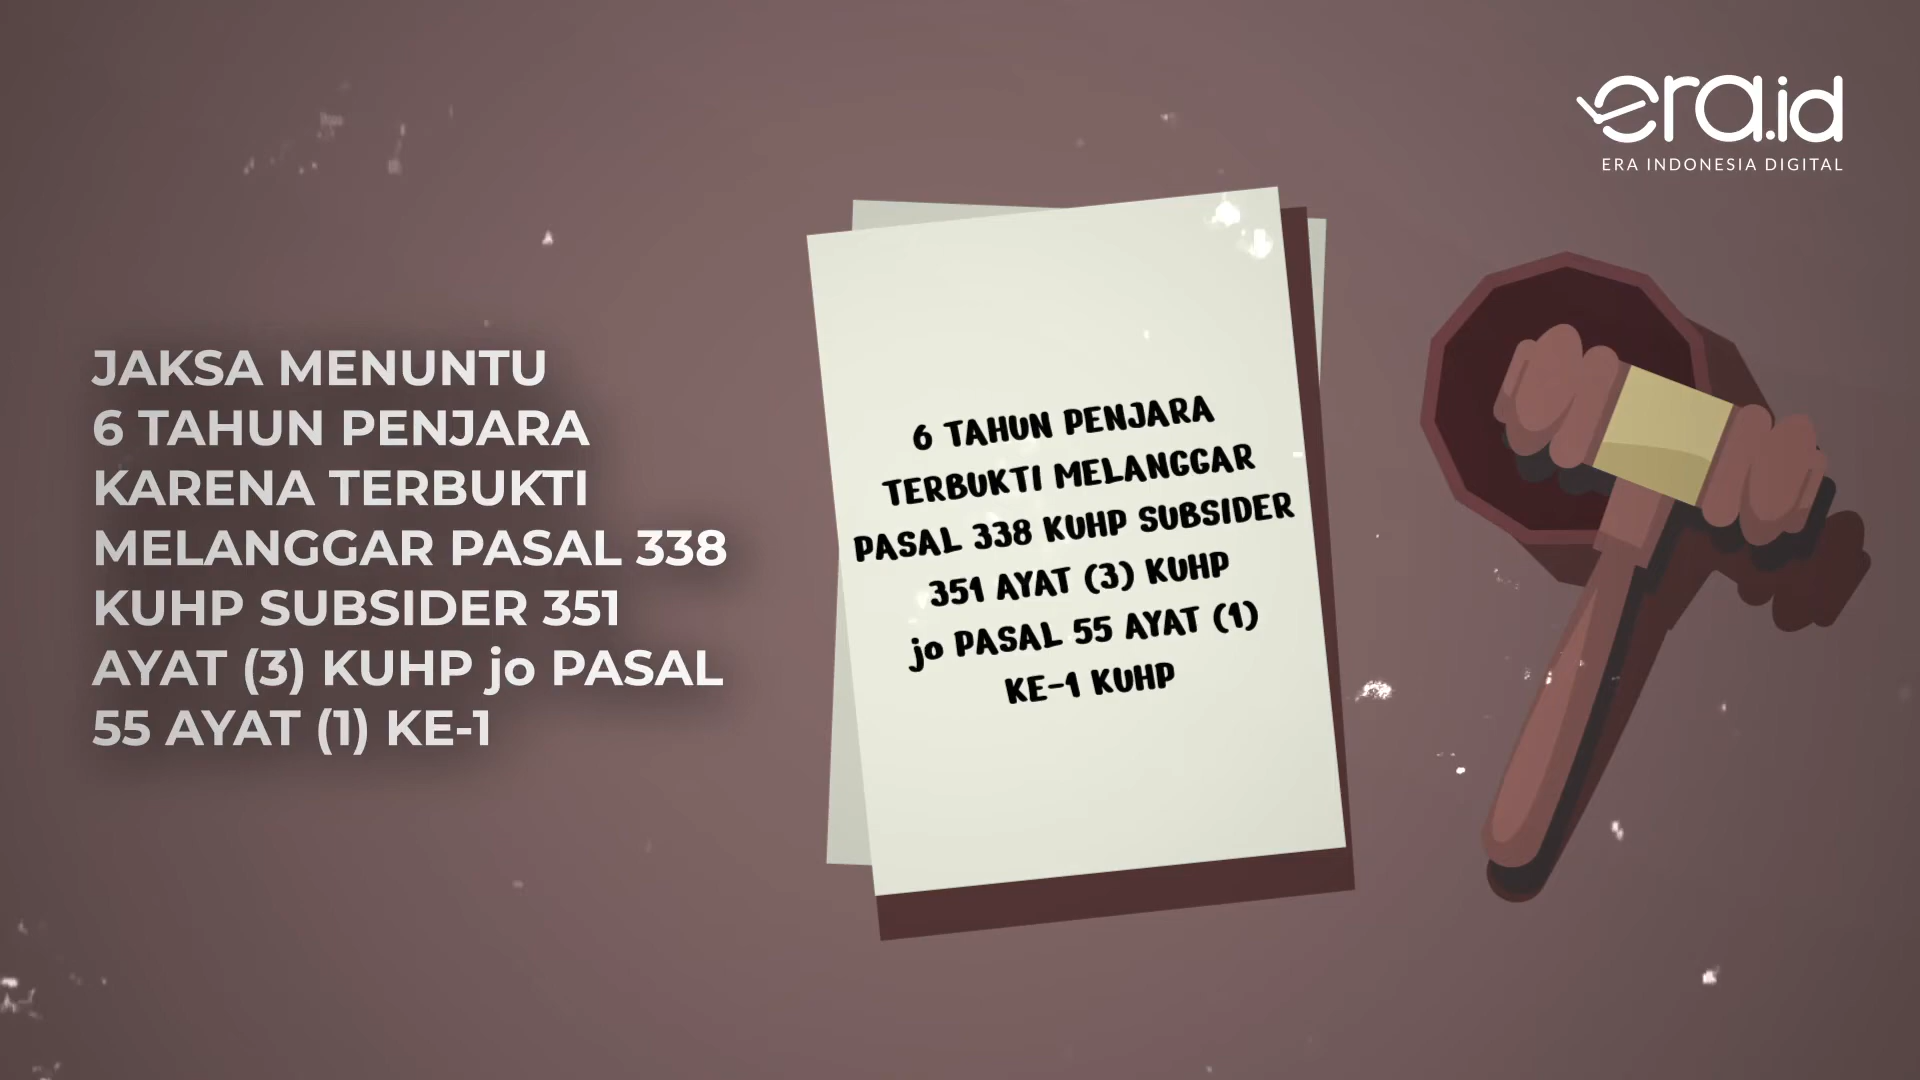 era.id
ERA INDONESIA DIGITAL
JAKSA MENUNTU
6 TAHUN PENJARA
KARENA TERBUKTI
MELANGGAR PASAL 338
KUHP SUBSIDER 351
AYAT (3) KUHP jo PASAL
55 AYAT (1) KE-1
6 TAHUN PENJARA
TERBUKTI MELANGGAR
PASAL 338 KUHP SUBSIDER
351 AYAT (3) KUHP
jo PASAL 55 AYAT (1)
KE-1 KUHP